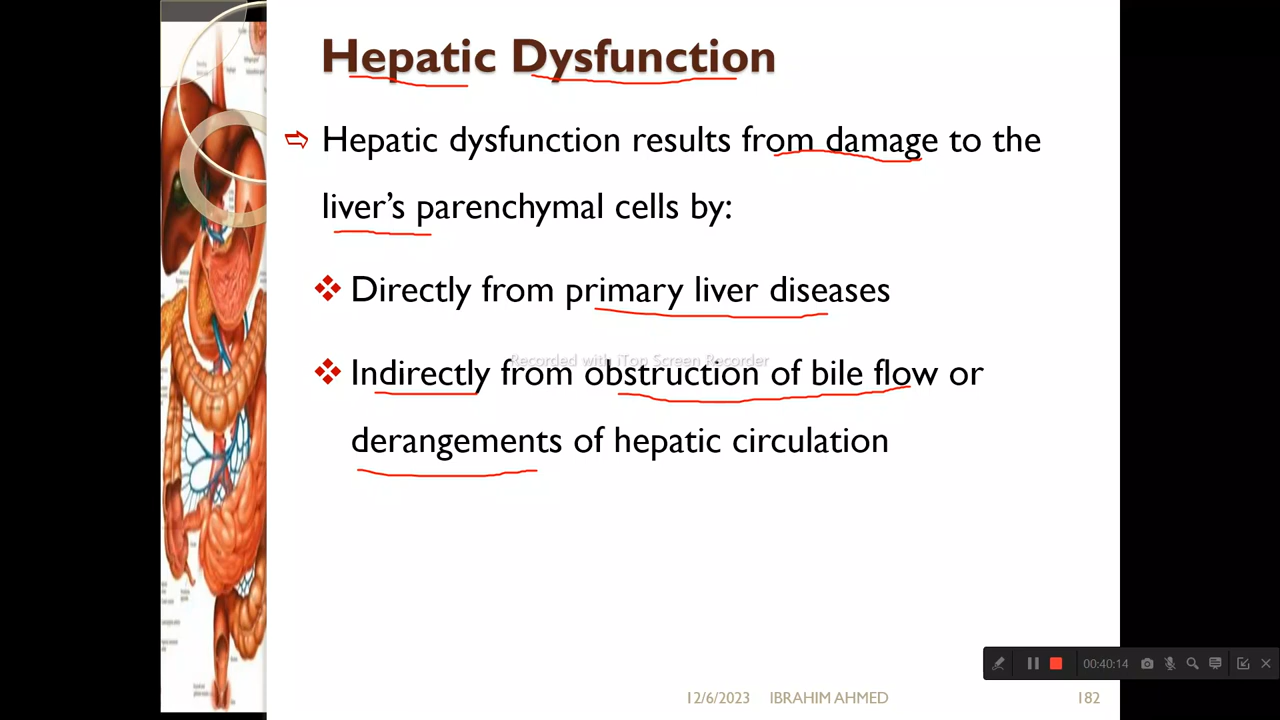 Hepatic Dysfunction
Hepatic dysfunction results from damage to the
liver’s parenchymal cells by:
Directly from primary liver diseases
Recorded with iTop Screen Recorder
Indirectly from obstruction of bile flow or
derangements of hepatic circulation
00:40:14
12/6/2023 IBRAHIM AHMED 182